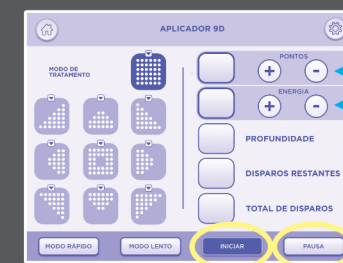 APLICADOR 9D
MODO DE
TRATAMENTO
PONTOS
+ -
ENERGIA
+ -
PROFUNDIDADE
DISPAROS RESTANTES
TOTAL DE DISPAROS
MODO RÁPIDO
MODO LENTO
INICIAR
PAUSA